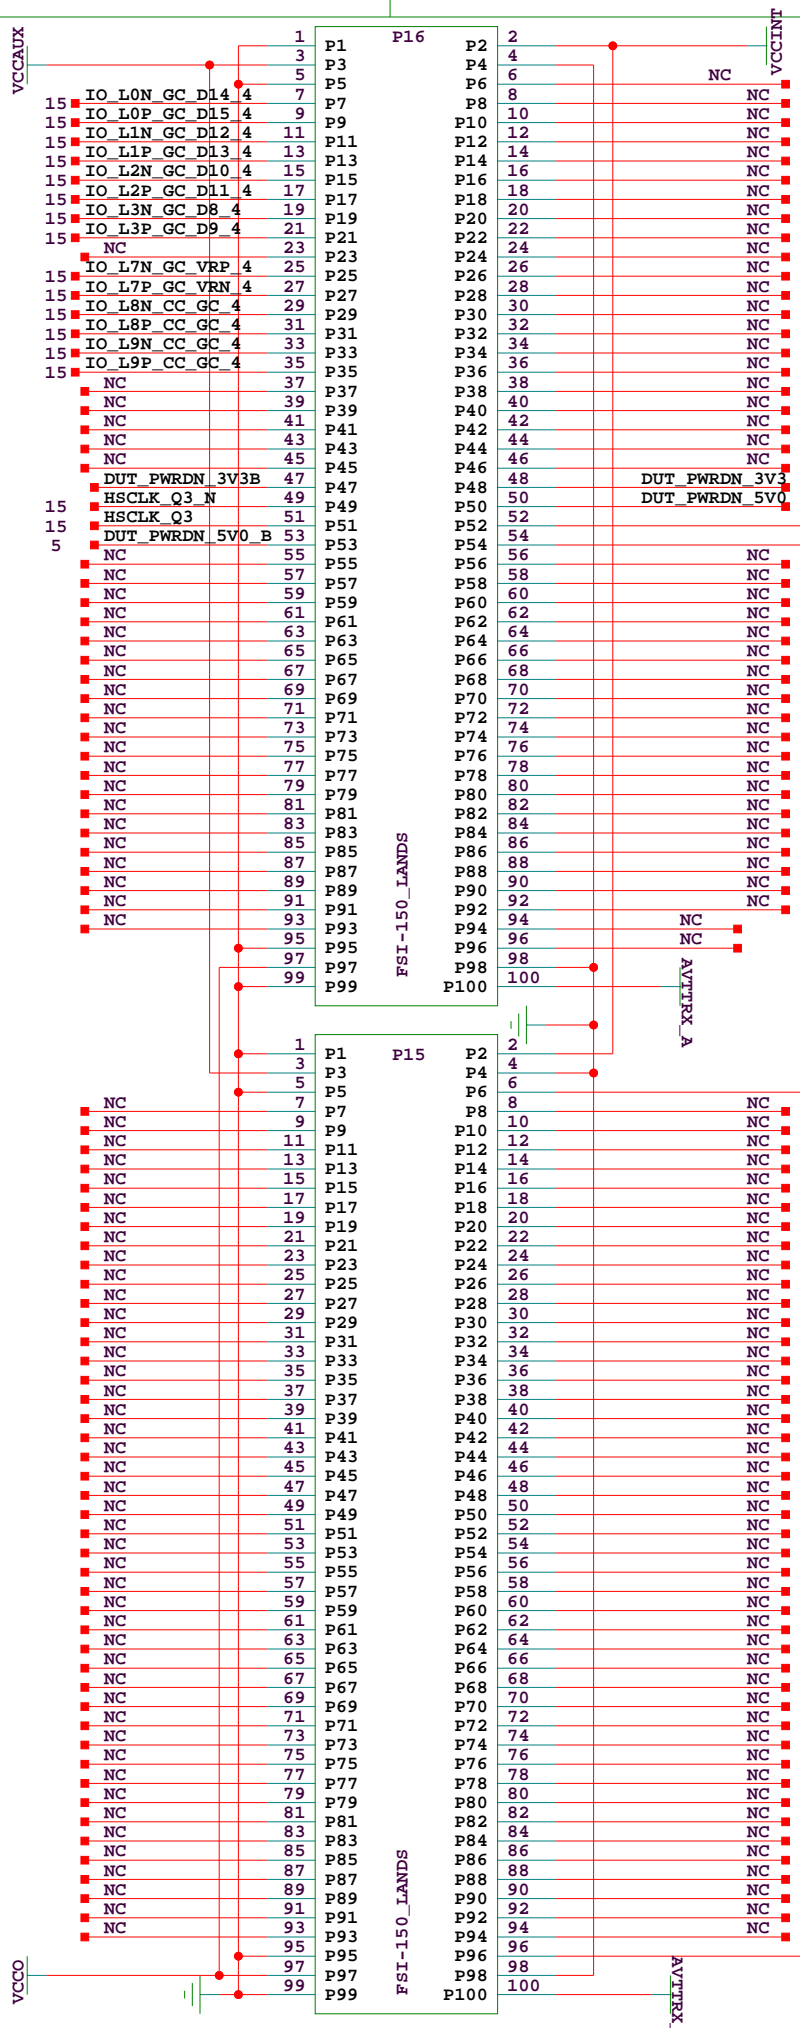 VCCAUX
VCCINT
1 P1 P16 P2 2
3 P3 P4 4
5 P5 P6 6 NC
15 IO_L0N_GC_D14_4 7 P7 P8 8 NC
15 IO_L0P_GC_D15_4 9 P9 P10 10 NC
15 IO_L1N_GC_D12_4 11 P11 P12 12 NC
15 IO_L1P_GC_D13_4 13 P13 P14 14 NC
15 IO_L2N_GC_D10_4 15 P15 P16 16 NC
15 IO_L2P_GC_D11_4 17 P17 P18 18 NC
15 IO_L3N_GC_D8_4 19 P19 P20 20 NC
15 IO_L3P_GC_D9_4 21 P21 P22 22 NC
NC 23 P23 P24 24 NC
15 IO_L7N_GC_VRP_4 25 P25 P26 26 NC
15 IO_L7P_GC_VRN_4 27 P27 P28 28 NC
15 IO_L8N_CC_GC_4 29 P29 P30 30 NC
15 IO_L8P_CC_GC_4 31 P31 P32 32 NC
15 IO_L9N_CC_GC_4 33 P33 P34 34 NC
15 IO_L9P_CC_GC_4 35 P35 P36 36 NC
NC 37 P37 P38 38 NC
NC 39 P39 P40 40 NC
NC 41 P41 P42 42 NC
NC 43 P43 P44 44 NC
NC 45 P45 P46 46 NC
DUT_PWRDN_3V3B 47 P47 P48 48 DUT_PWRDN_3V3
15 HSCLK_Q3_N 49 P49 P50 50 DUT_PWRDN_5V0
15 HSCLK_Q3 51 P51 P52 52
5 DUT_PWRDN_5V0_B 53 P53 P54 54
NC 55 P55 P56 56 NC
NC 57 P57 P58 58 NC
NC 59 P59 P60 60 NC
NC 61 P61 P62 62 NC
NC 63 P63 P64 64 NC
NC 65 P65 P66 66 NC
NC 67 P67 P68 68 NC
NC 69 P69 P70 70 NC
NC 71 P71 P72 72 NC
NC 73 P73 P74 74 NC
NC 75 P75 P76 76 NC
NC 77 P77 P78 78 NC
NC 79 P79 P80 80 NC
NC 81 P81 P82 82 NC
NC 83 P83 P84 84 NC
NC 85 P85 P86 86 NC
NC 87 P87 P88 88 NC
NC 89 P89 P90 90 NC
NC 91 P91 P92 92 NC
NC 93 P93 P94 94 NC
95 P95 P96 96 NC
97 P97 P98 98
99 P99 P100 100
FSI-150_LANDS
AVTTRX_A
1 P1 P15 P2 2
3 P3 P4 4
5 P5 P6 6
NC 7 P7 P8 8 NC
NC 9 P9 P10 10 NC
NC 11 P11 P12 12 NC
NC 13 P13 P14 14 NC
NC 15 P15 P16 16 NC
NC 17 P17 P18 18 NC
NC 19 P19 P20 20 NC
NC 21 P21 P22 22 NC
NC 23 P23 P24 24 NC
NC 25 P25 P26 26 NC
NC 27 P27 P28 28 NC
NC 29 P29 P30 30 NC
NC 31 P31 P32 32 NC
NC 33 P33 P34 34 NC
NC 35 P35 P36 36 NC
NC 37 P37 P38 38 NC
NC 39 P39 P40 40 NC
NC 41 P41 P42 42 NC
NC 43 P43 P44 44 NC
NC 45 P45 P46 46 NC
NC 47 P47 P48 48 NC
NC 49 P49 P50 50 NC
NC 51 P51 P52 52 NC
NC 53 P53 P54 54 NC
NC 55 P55 P56 56 NC
NC 57 P57 P58 58 NC
NC 59 P59 P60 60 NC
NC 61 P61 P62 62 NC
NC 63 P63 P64 64 NC
NC 65 P65 P66 66 NC
NC 67 P67 P68 68 NC
NC 69 P69 P70 70 NC
NC 71 P71 P72 72 NC
NC 73 P73 P74 74 NC
NC 75 P75 P76 76 NC
NC 77 P77 P78 78 NC
NC 79 P79 P80 80 NC
NC 81 P81 P82 82 NC
NC 83 P83 P84 84 NC
NC 85 P85 P86 86 NC
NC 87 P87 P88 88 NC
NC 89 P89 P90 90 NC
NC 91 P91 P92 92 NC
NC 93 P93 P94 94 NC
95 P95 P96 96
97 P97 P98 98
99 P99 P100 100
FSI-150_LANDS
VCCO
AVTTRX_